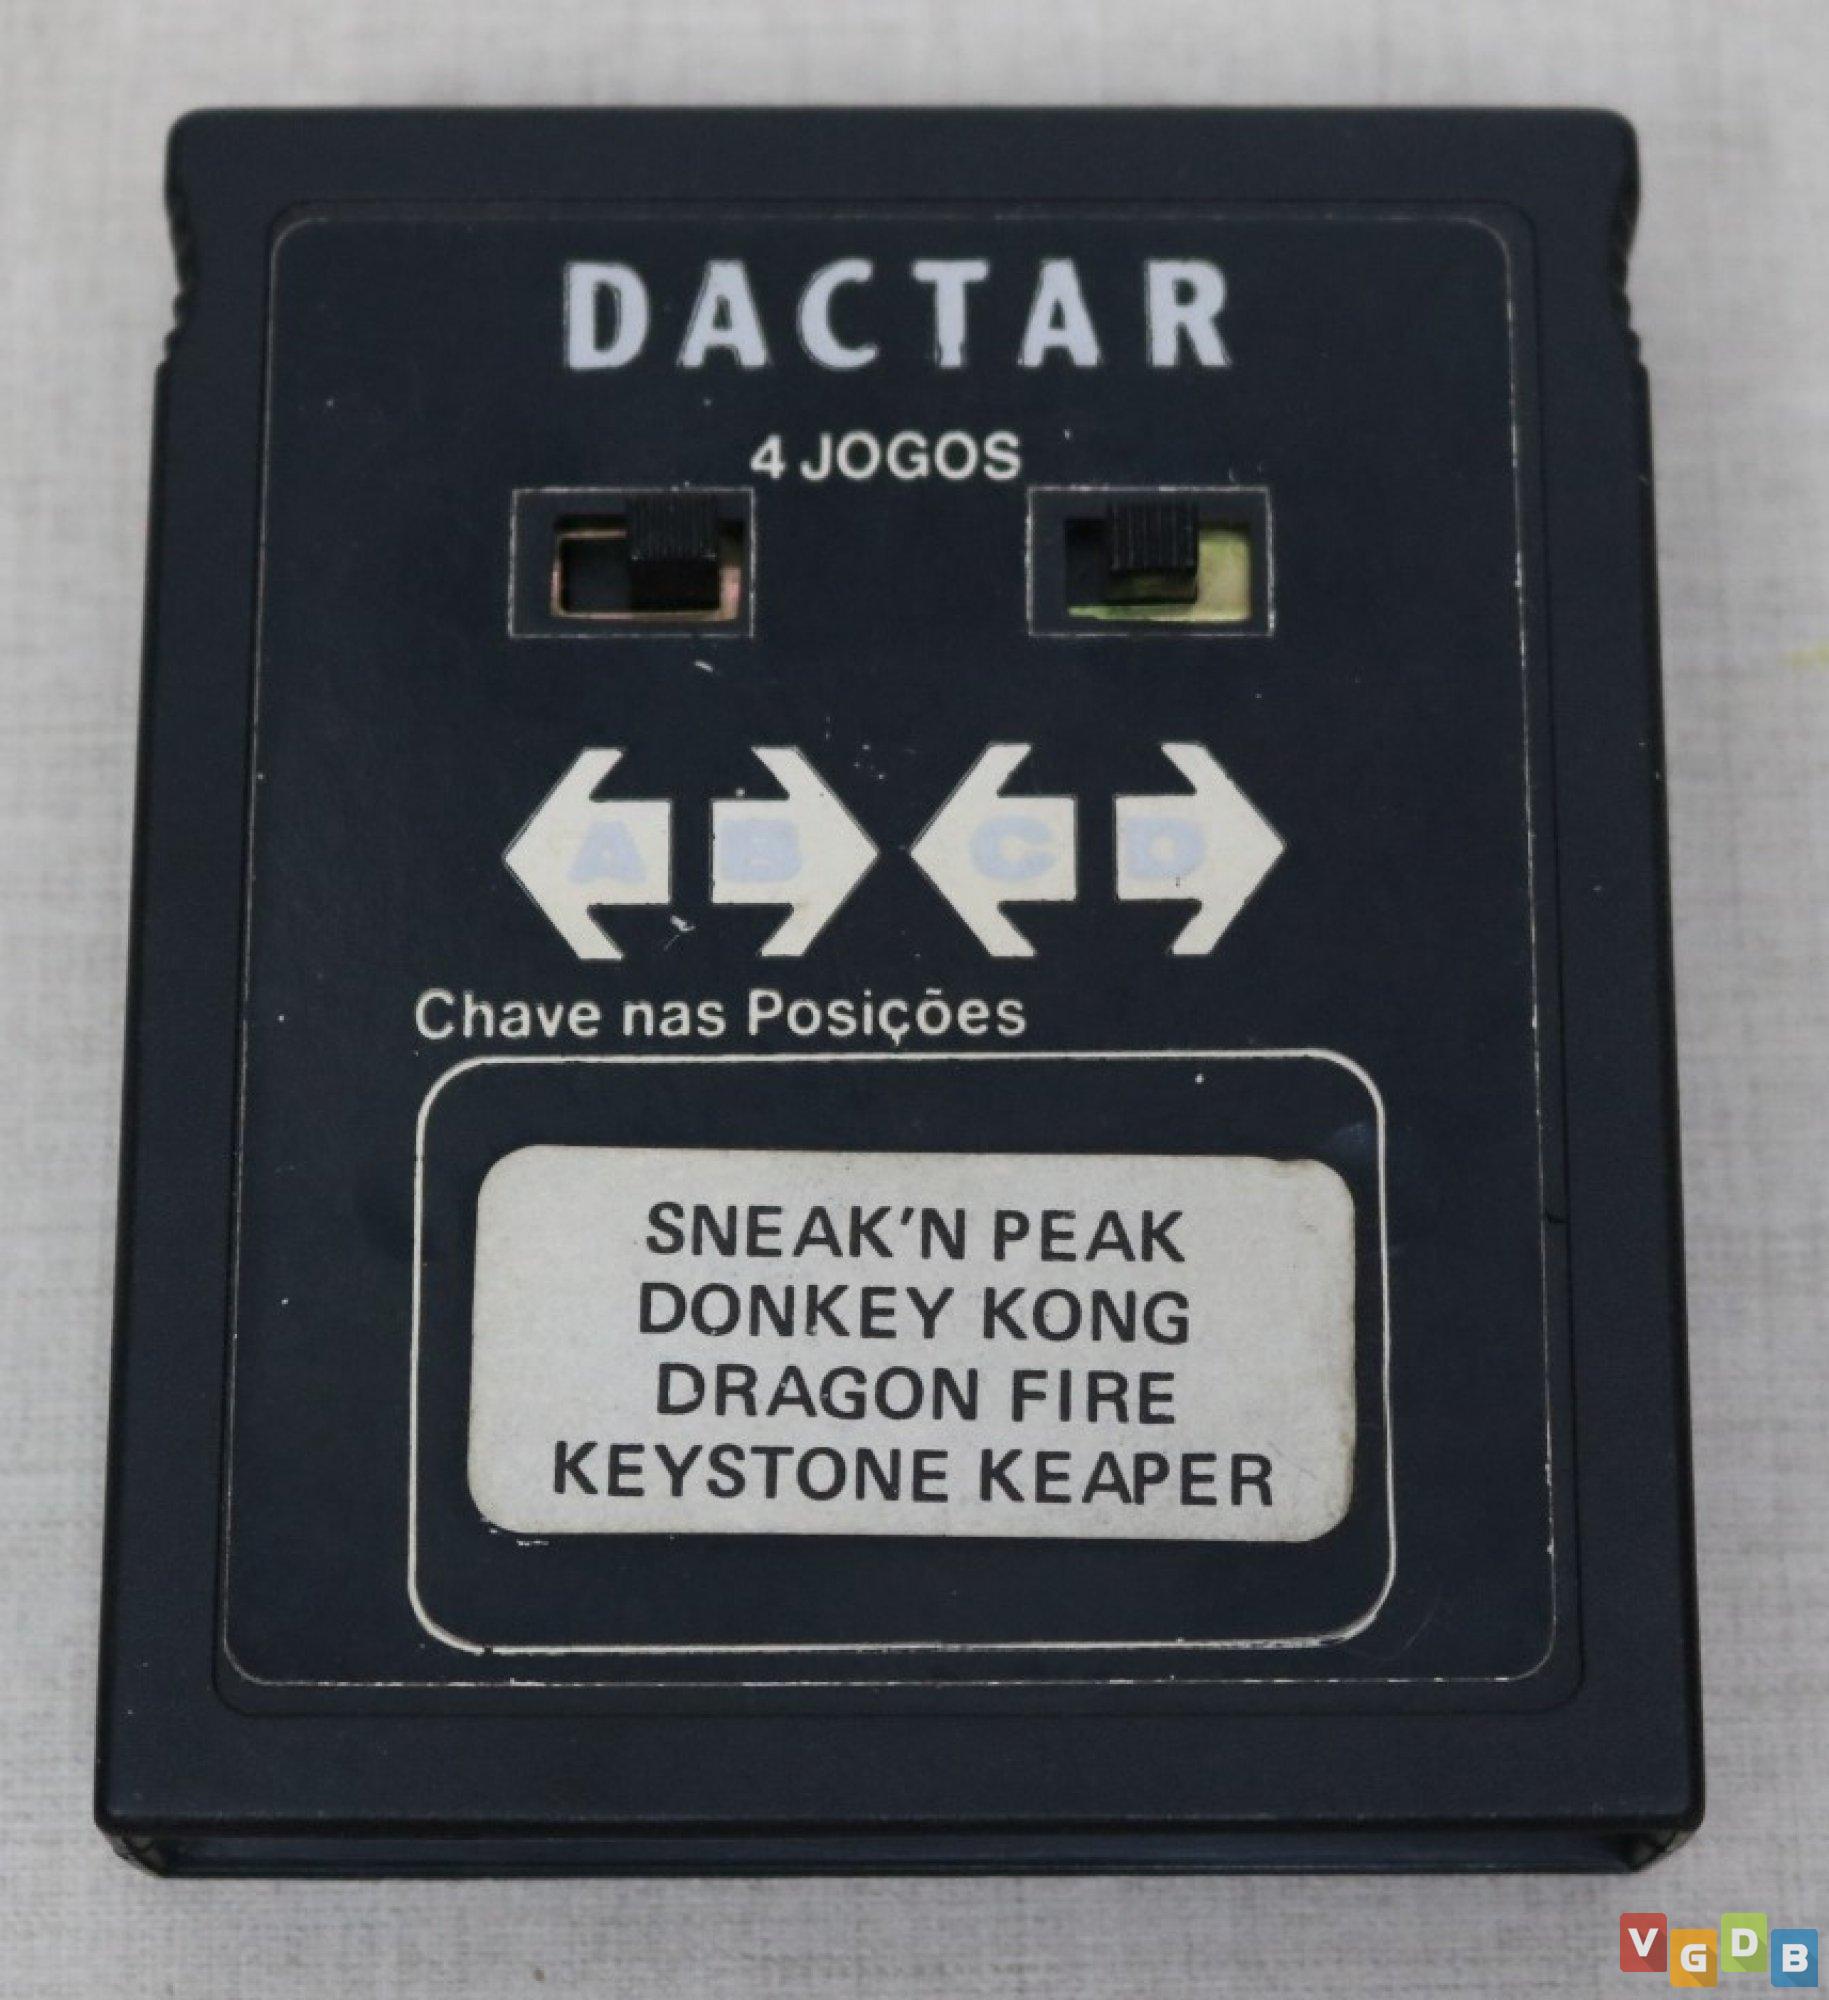 DACTAR
4 JOGOS
A B C D
Chave nas Posições
SNEAK'N PEAK
DONKEY KONG
DRAGON FIRE
KEYSTONE KEAPER
VGDB